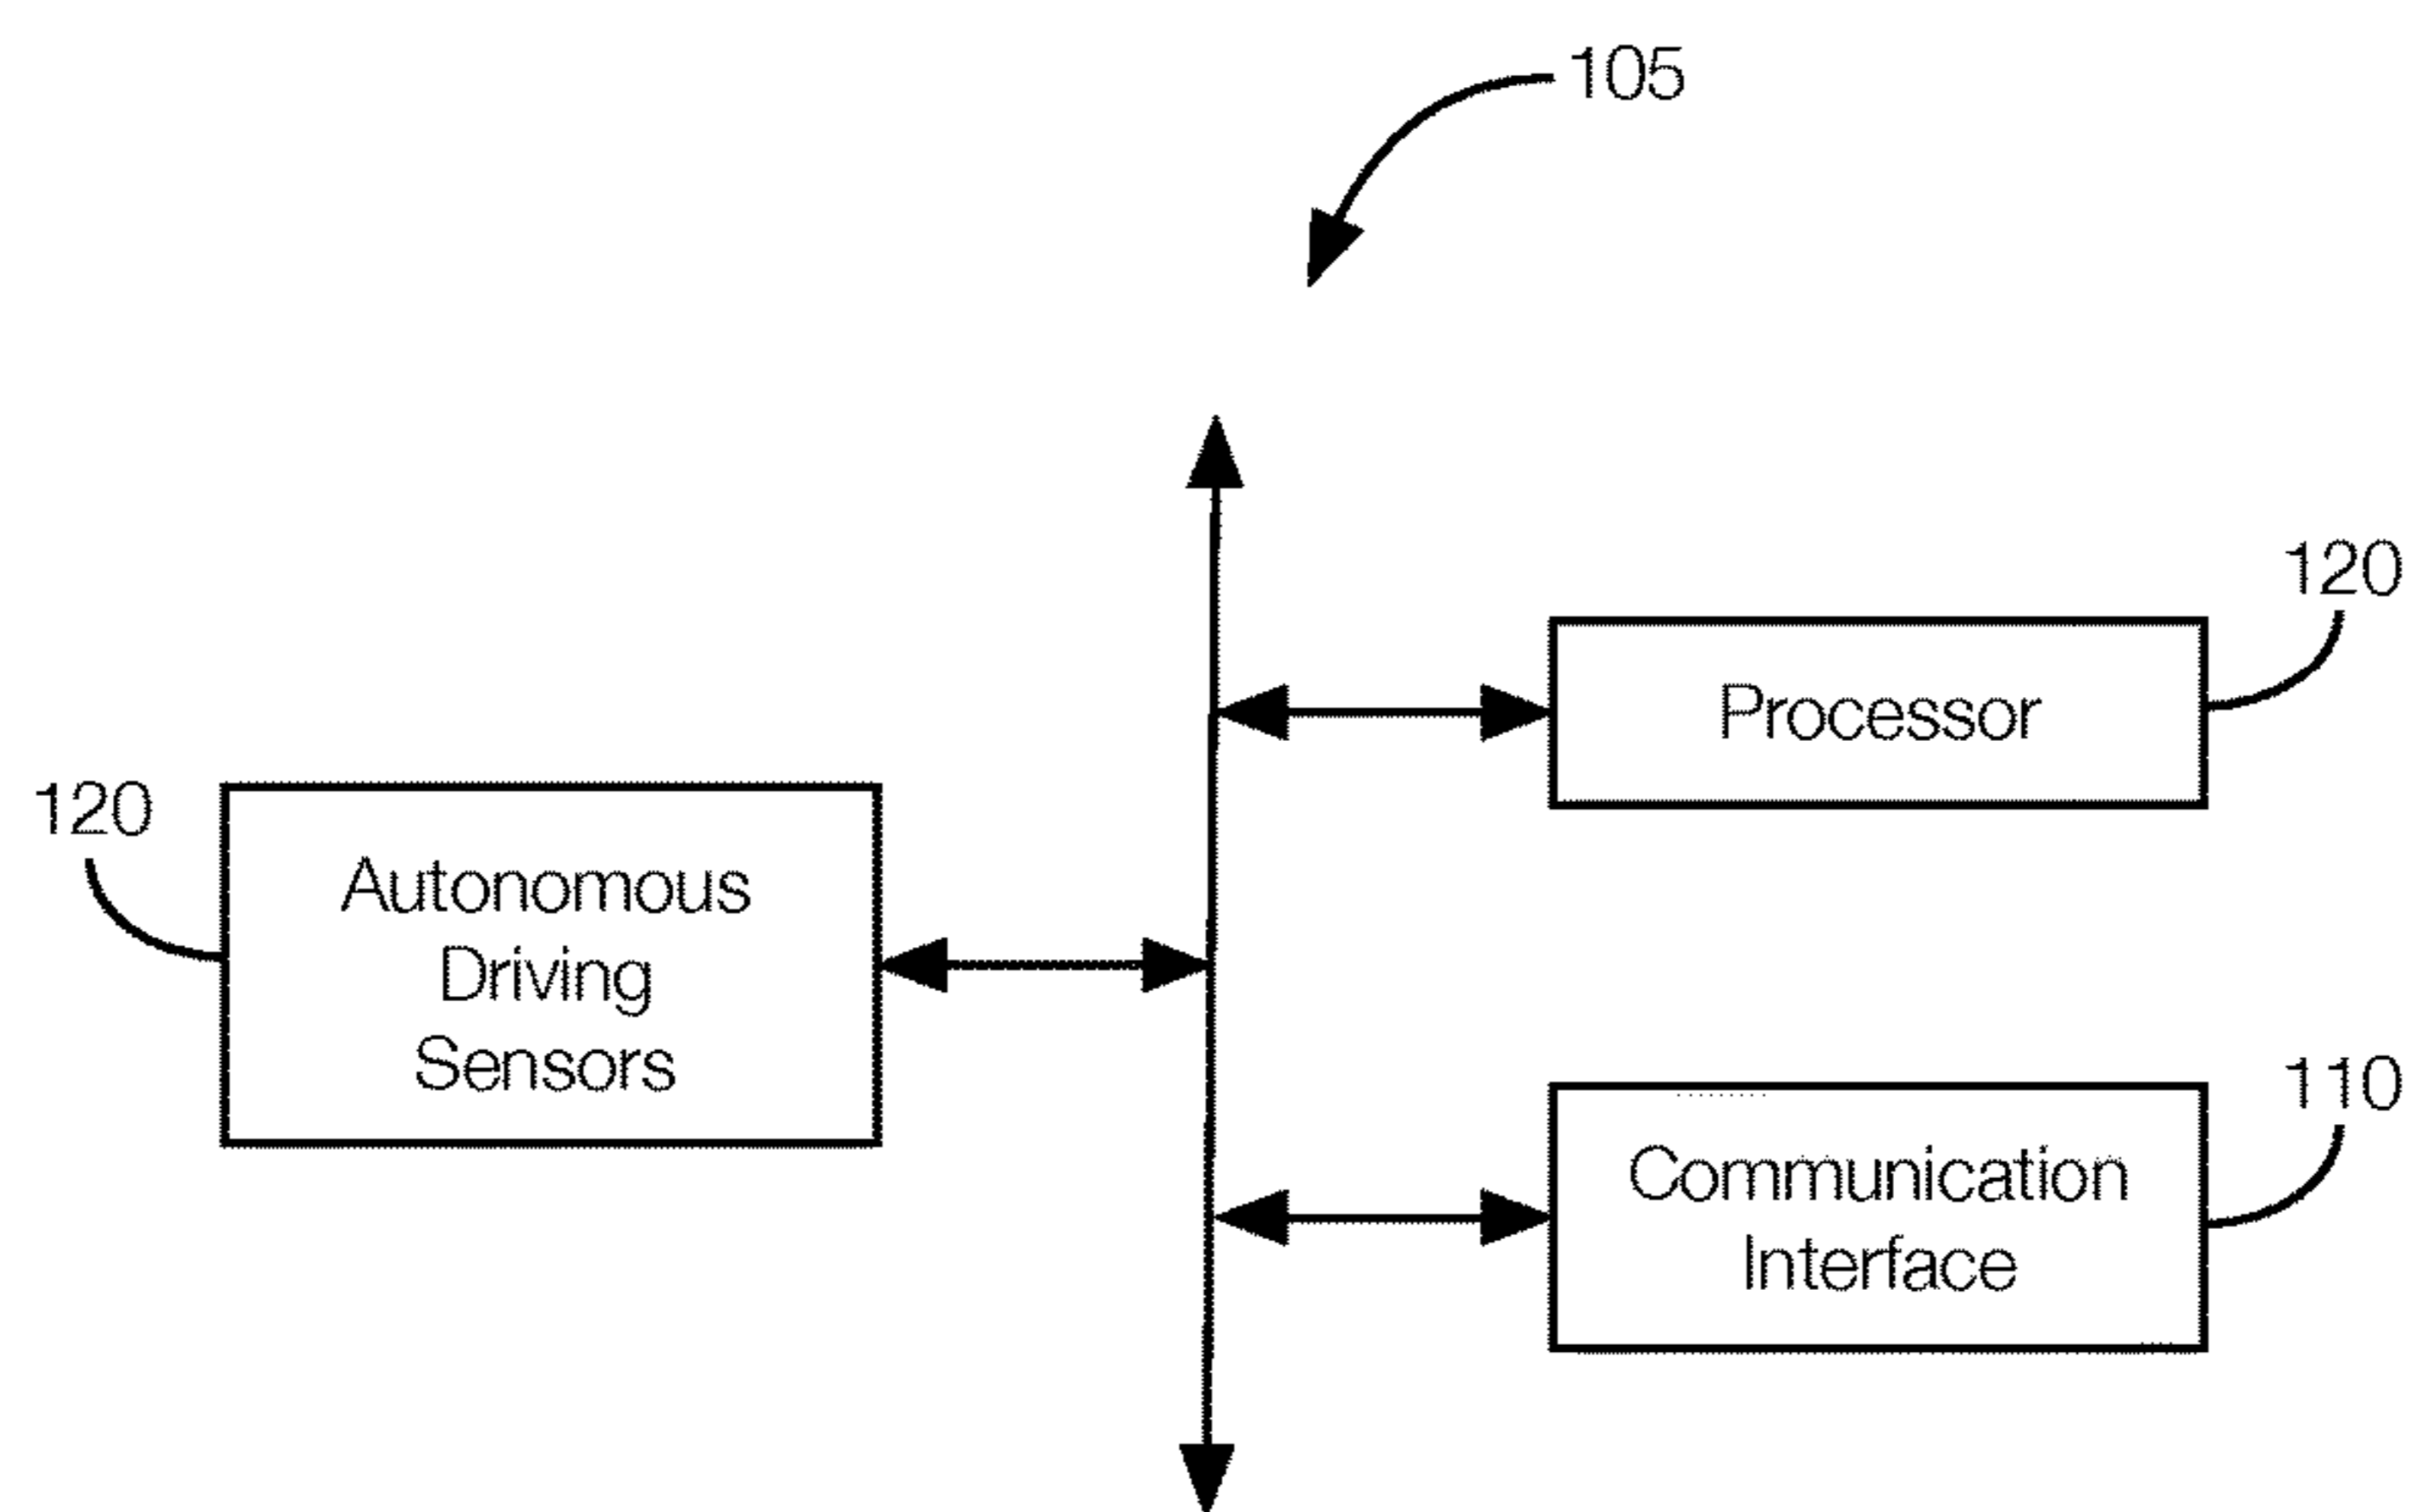 105
120
Processor
120
Autonomous
Driving
Sensors
110
Communication
Interface